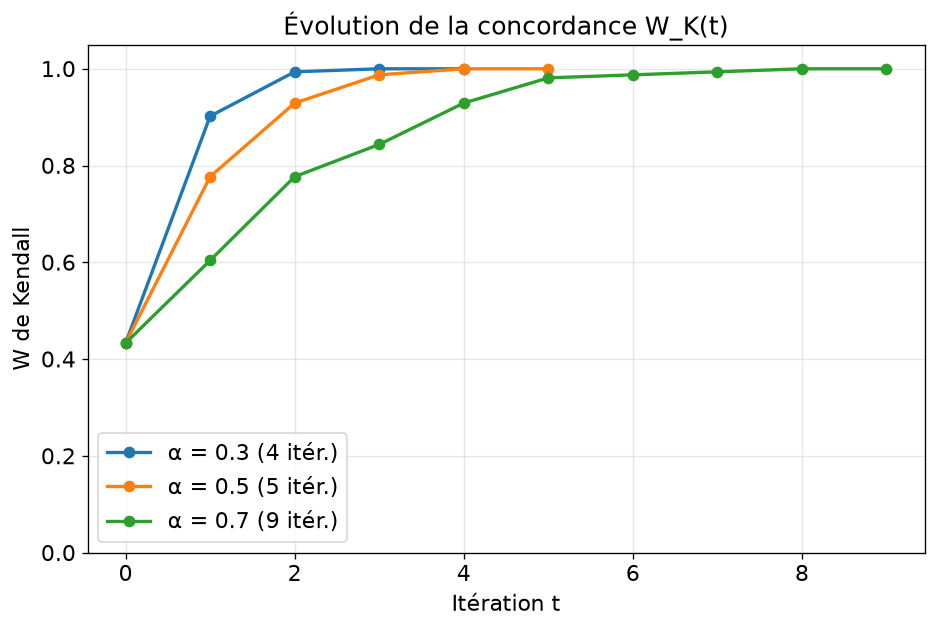 Évolution de la concordance W_K(t)
W de Kendall
1.0
0.8
0.6
0.4
0.2
0.0
α = 0.3 (4 itér.)
α = 0.5 (5 itér.)
α = 0.7 (9 itér.)
0 2 4 6 8
Itération t